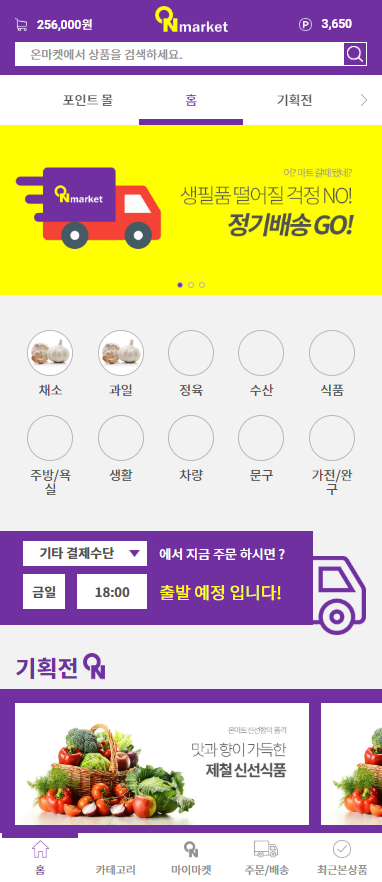 256,000원
ON market
P 3,650
온마켓에서 상품을 검색하세요.
포인트 몰
홈
기획전
ON market
어? 마트 갈때 됐네?
생필품 떨어질 걱정 NO!
정기배송 GO!
채소
과일
정육
수산
식품
주방/욕
실
생활
차량
문구
가전/완
구
기타 결제수단
에서 지금 주문 하시면 ?
금일
18:00
출발 예정 입니다!
기획전 ON
온마트 신선함의 품격
맛과 향이 가득한
제철 신선식품
홈
카테고리
마이마켓
주문/배송
최근본상품